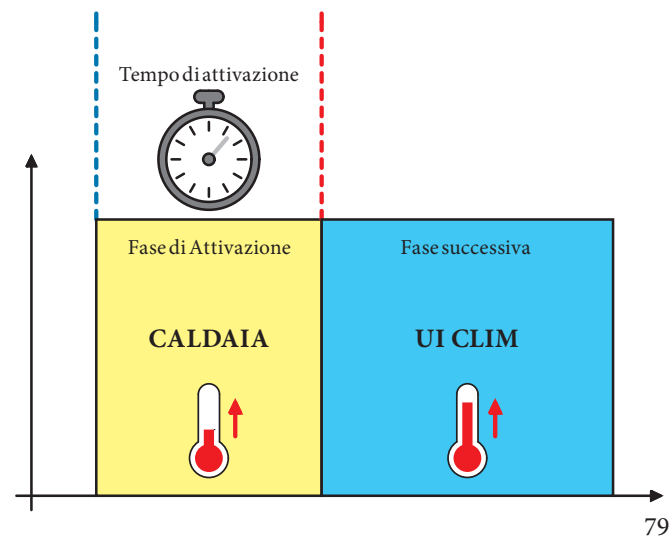 Tempo di attivazione
Fase di Attivazione
Fase successiva
CALDAIA
UI CLIM
79